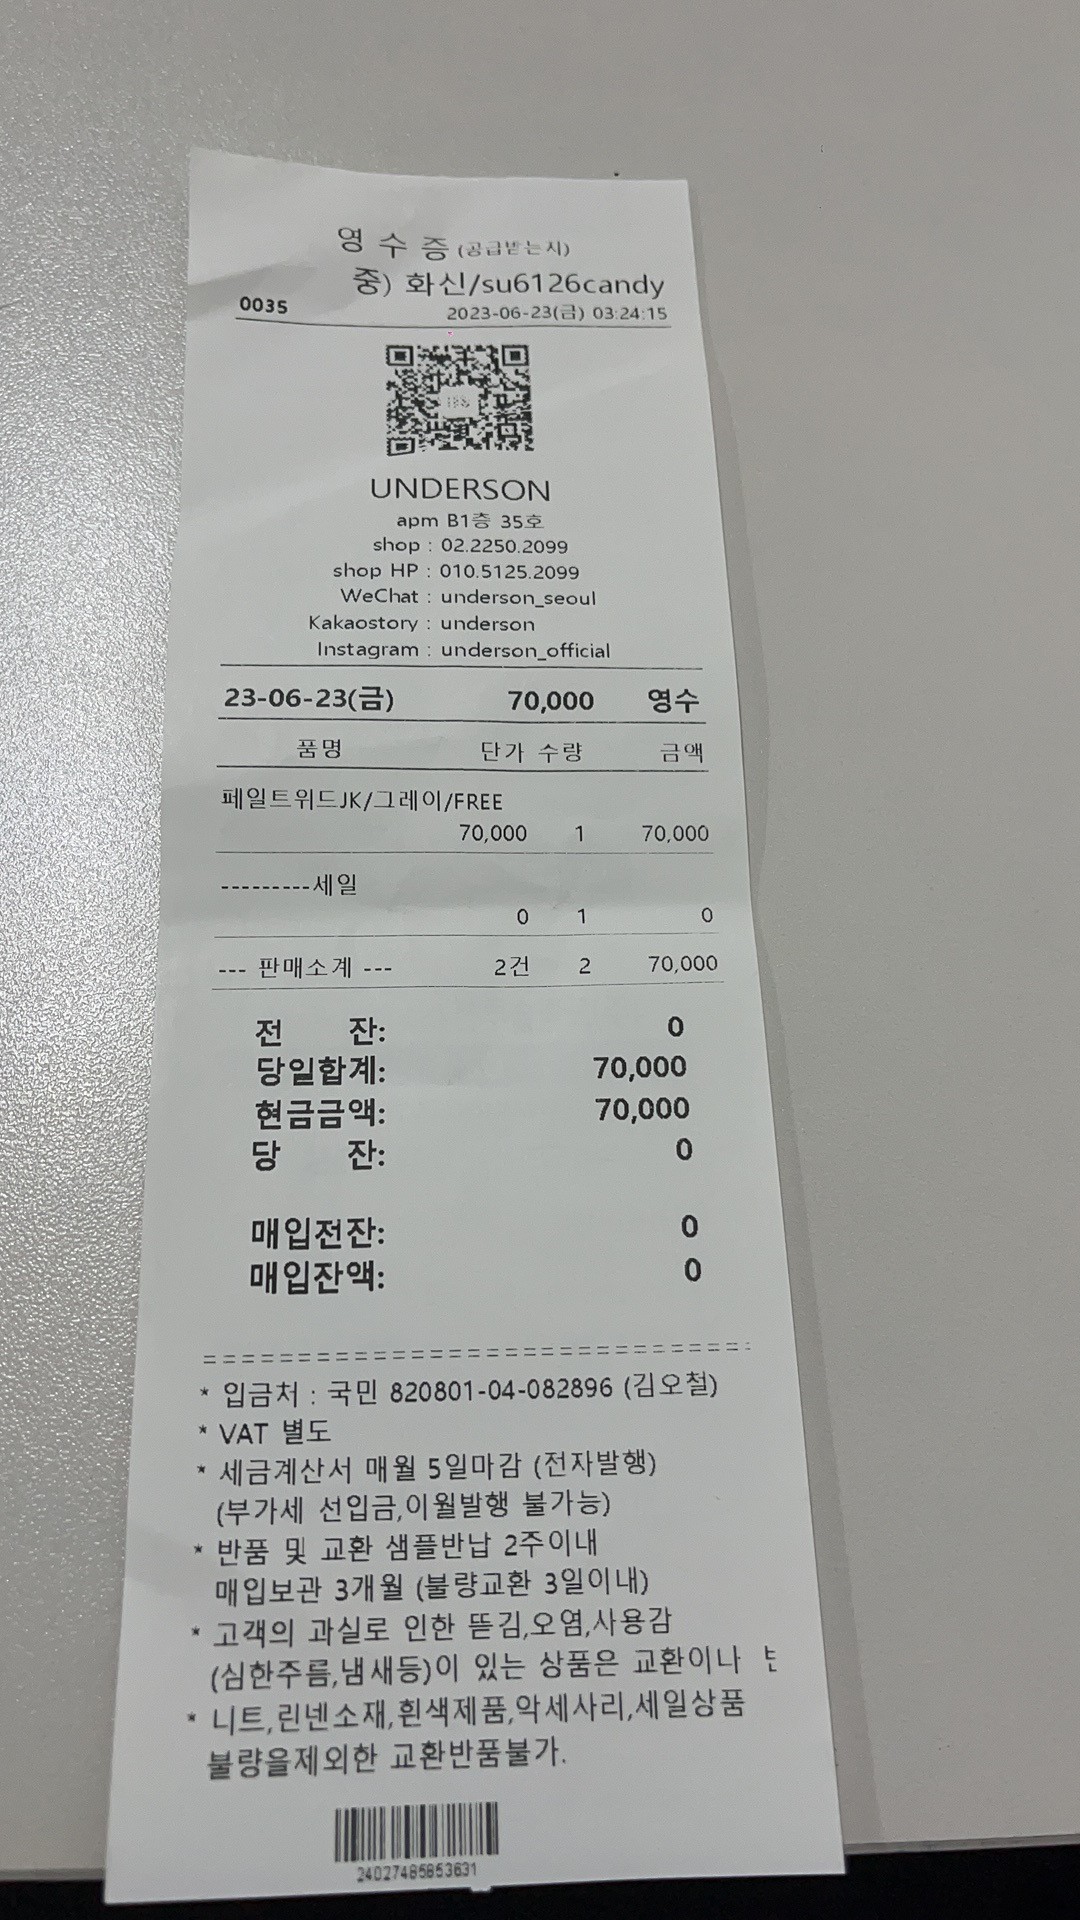 영 수 증 (공급받는시)
중) 화신/su6126candy
0035
2023-06-23(금) 03:24:15
UNDERSON
apm B1층 35호
shop : 02.2250.2099
shop HP : 010.5125.2099
WeChat : underson_seoul
Kakaostory : underson
Instagram : underson_official
23-06-23(금) 70,000 영수
품명 단가 수량 금액
페일트위드JK/그레이/FREE
70,000 1 70,000
---------세일
0 1 0
--- 판매소계 --- 2건 2 70,000
전 잔: 0
당일합계: 70,000
현금금액: 70,000
당 잔: 0
매입전잔: 0
매입잔액: 0
* 입금처 : 국민 820801-04-082896 (김오철)
* VAT 별도
* 세금계산서 매월 5일마감 (전자발행)
(부가세 선입금,이월발행 불가능)
* 반품 및 교환 샘플반납 2주이내
매입보관 3개월 (불량교환 3일이내)
* 고객의 과실로 인한 뜯김,오염,사용감
(심한주름,냄새등)이 있는 상품은 교환이나
* 니트,린넨소재,흰색제품,악세사리,세일상품
불량을제외한 교환반품불가.
24027485853631